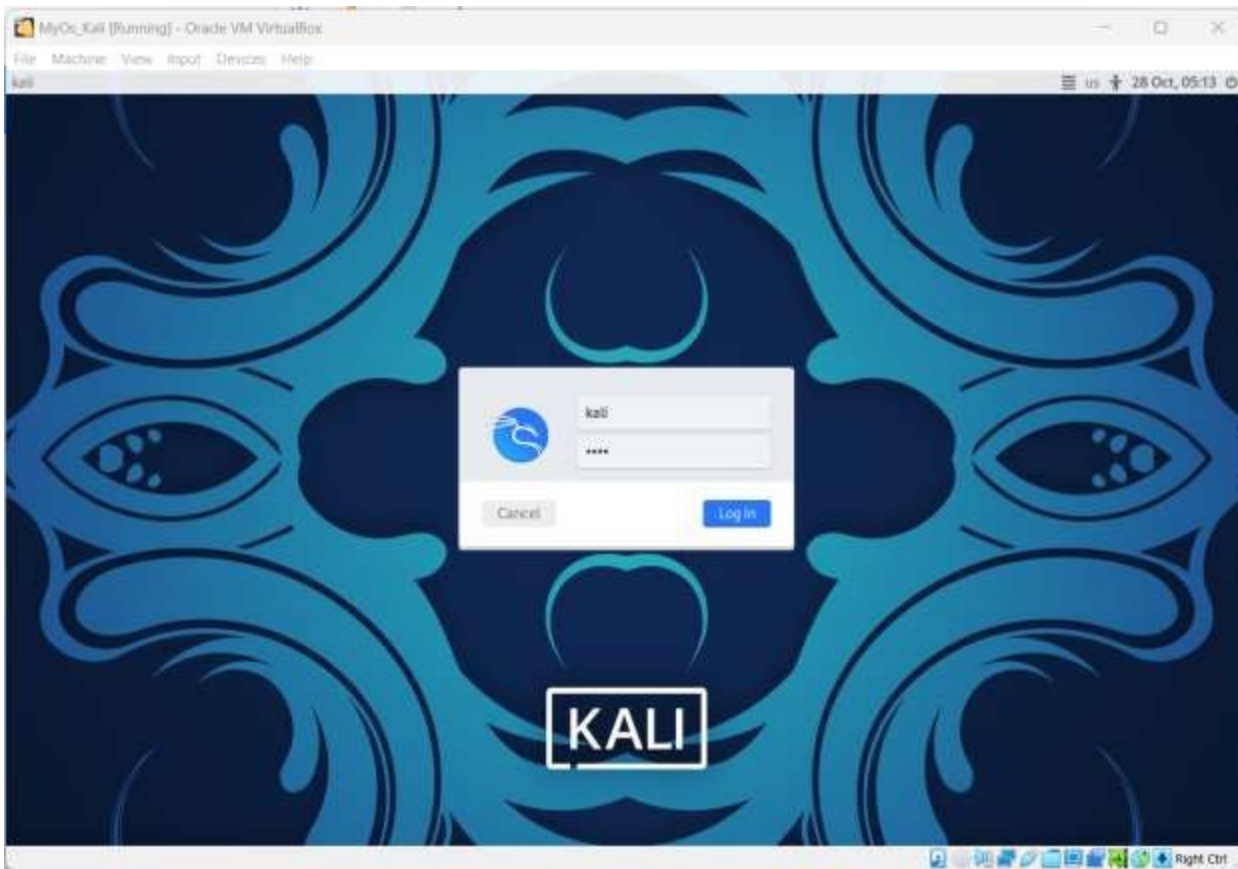 MyOs_Kali [Running] - Oracle VM VirtualBox
File Machine View Input Devices Help
kali us 28 Oct, 05:13
kali
••••
Cancel Log In
KALI
Right Ctrl